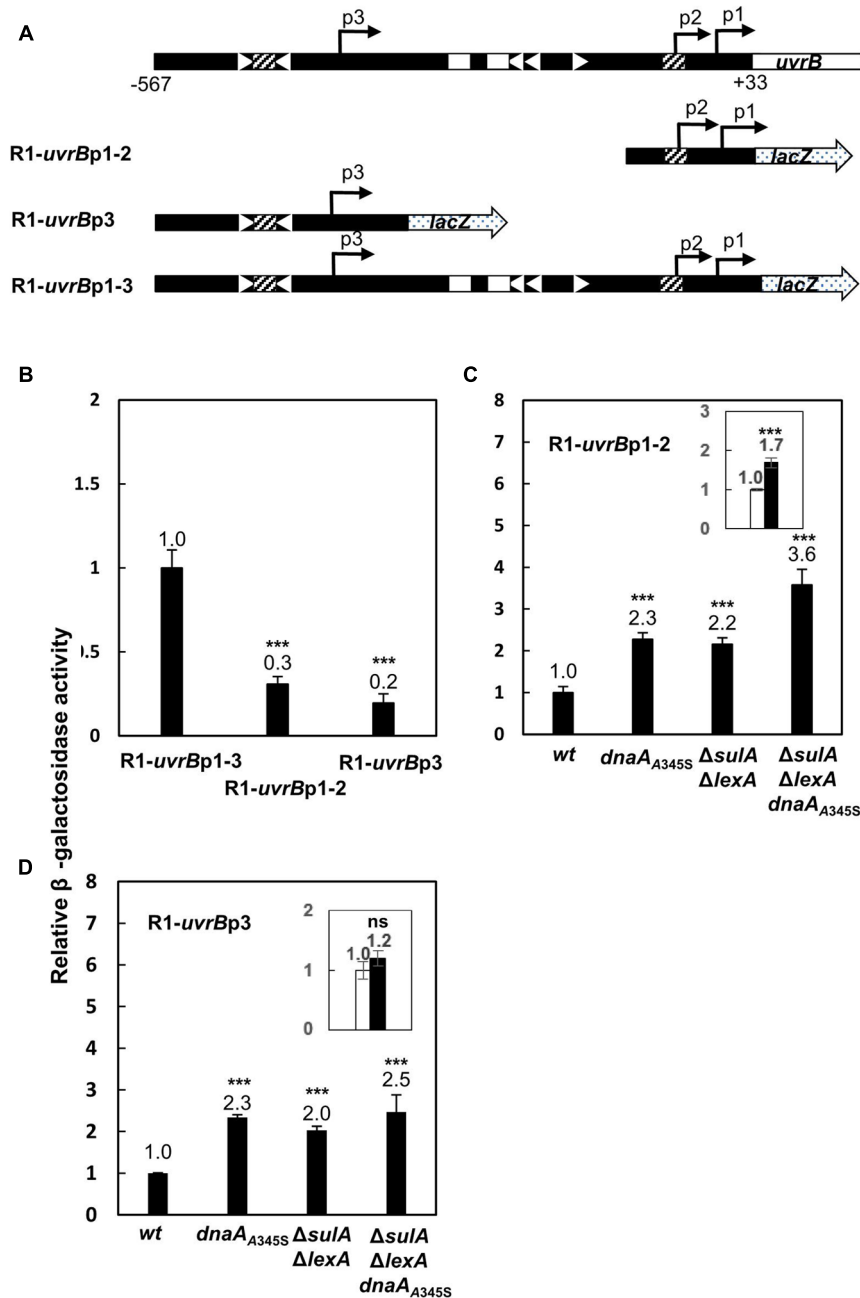 A
p3
p2
p1
uvrB
-567
+33
p2
p1
R1-uvrBp1-2
lacZ
p3
R1-uvrBp3
lacZ
p3
p2
p1
R1-uvrBp1-3
lacZ
Relative β -galactosidase activity
B
2
1.5
1
0.5
0
1.0
***
0.3
***
0.2
R1-uvrBp1-3
R1-uvrBp1-2
R1-uvrBp3
C
8
7
6
5
4
3
2
1
0
R1-uvrBp1-2
3
2
1
0
***
1.7
1.0
1.0
***
2.3
***
2.2
***
3.6
wt
dnaAA345S
ΔsulA
ΔlexA
ΔsulA
ΔlexA
dnaAA345S
D
8
7
6
5
4
3
2
1
0
R1-uvrBp3
2
1
0
ns
1.2
1.0
1.0
***
2.3
***
2.0
***
2.5
wt
dnaAA345S
ΔsulA
ΔlexA
ΔsulA
ΔlexA
dnaAA345S